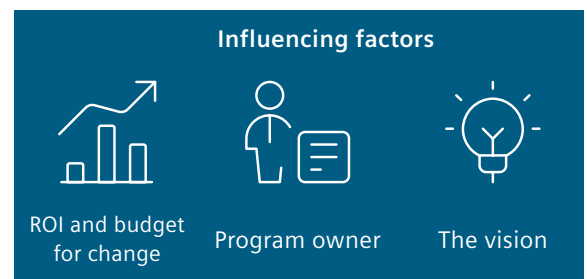 Influencing factors
ROI and budget
for change
Program owner
The vision